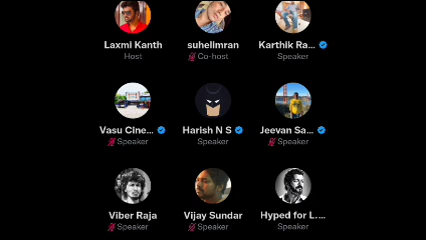 Laxmi Kanth
suhelImran
Karthik Ra...
Host
Co-host
Speaker
Vasu Cine...
Harish N S
Jeevan Sa...
Speaker
Speaker
Speaker
Viber Raja
Vijay Sundar
Hyped for L....
Speaker
Speaker
Speaker